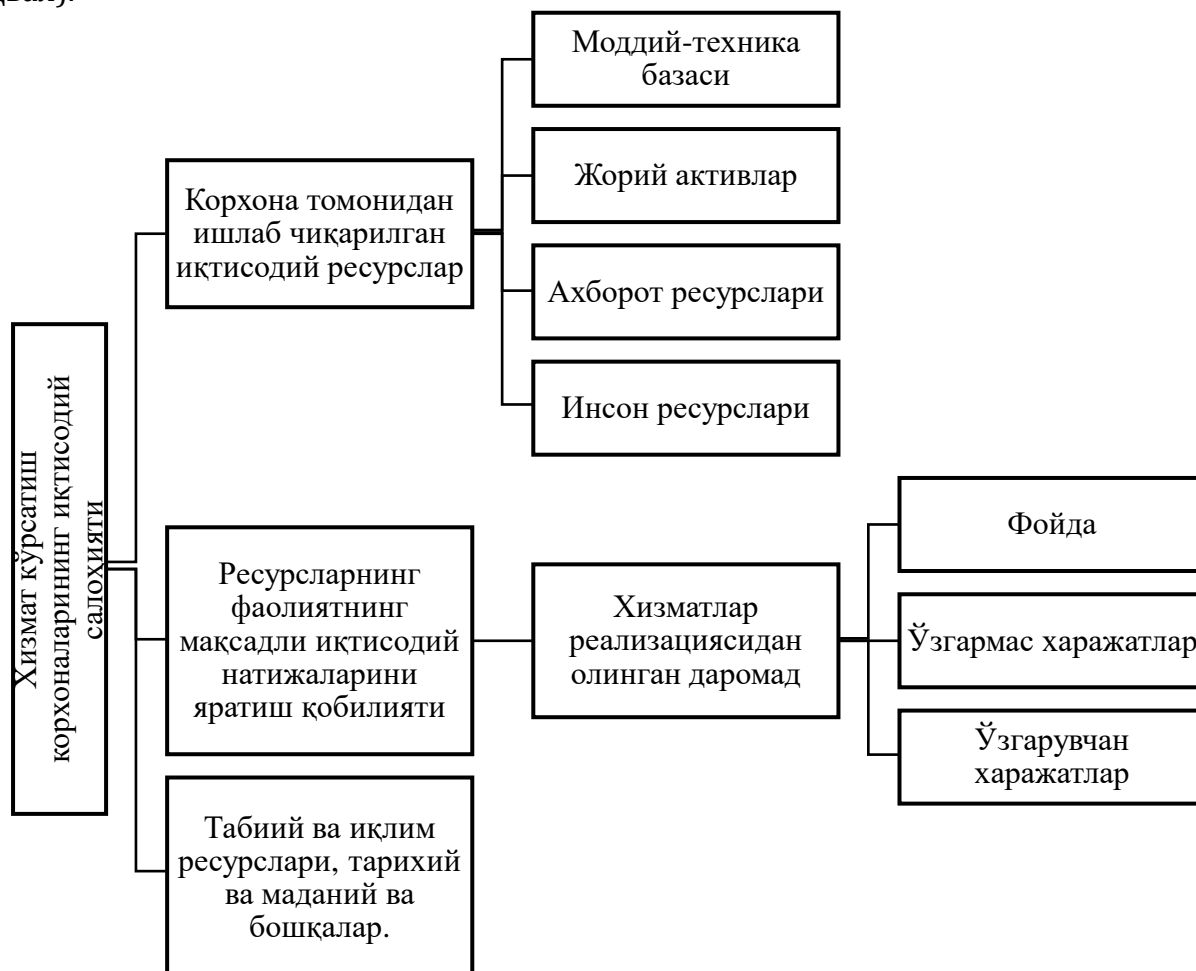 Моддий-техника
базаси
Жорий активлар
Корхона томонидан
ишлаб чиқарилган
иқтисодий ресурслар
Ахборот ресурслари
Инсон ресурслари
Хизмат кўрсатиш
корхоналарининг иқтисодий
салоҳияти
Ресурсларнинг
фаолиятнинг
мақсадли иқтисодий
натижаларини
яратиш қобилияти
Хизматлар
реализациясидан
олинган даромад
Фойда
Ўзгармас харажатлар
Ўзгарувчан
харажатлар
Табиий ва иқлим
ресурслари, тарихий
ва маданий ва
бошқалар.